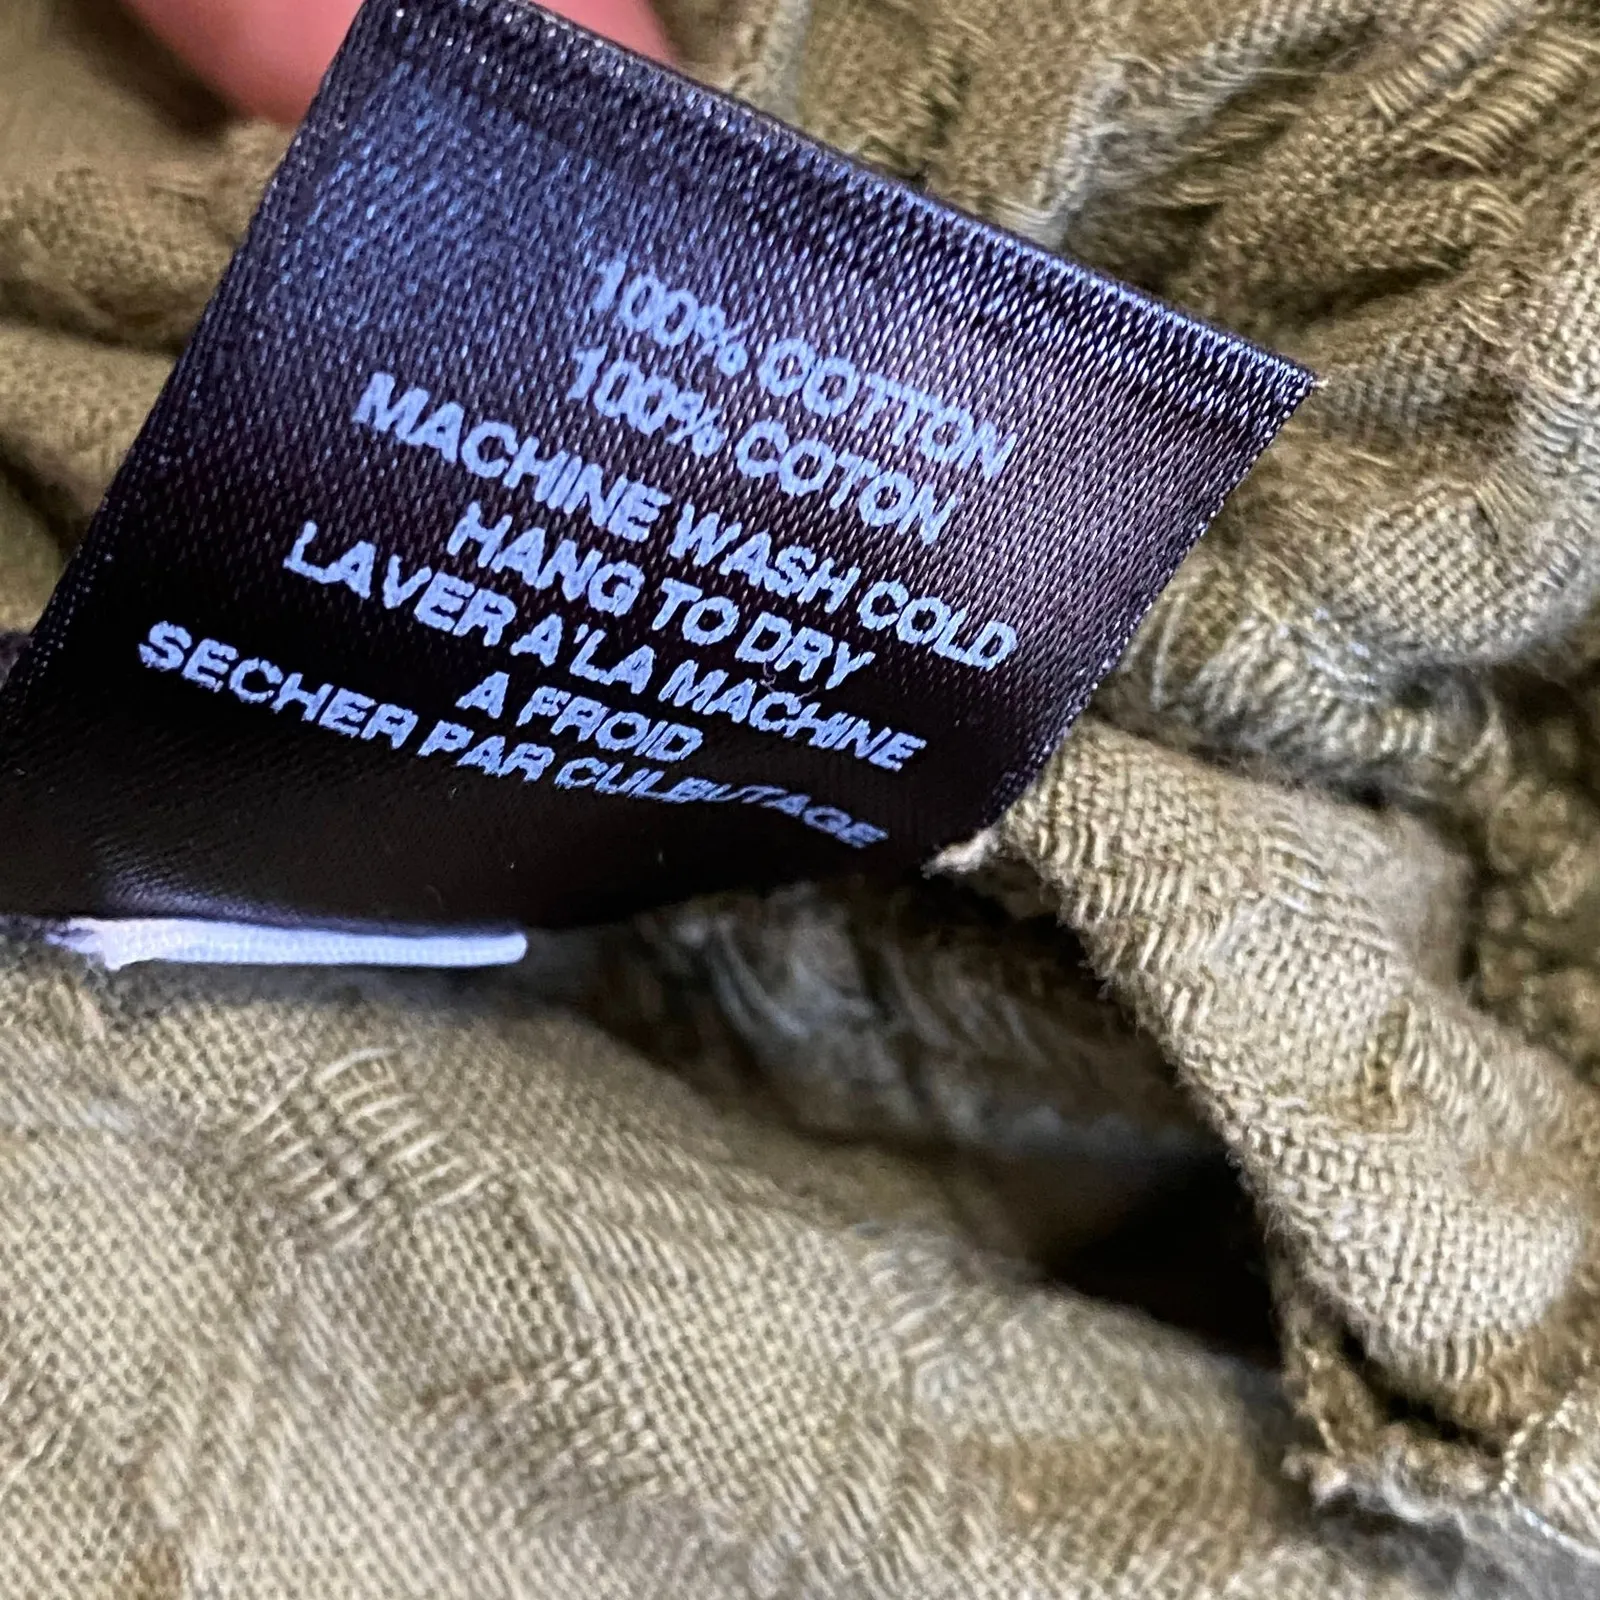 100% COTTON
100% COTON
MACHINE WASH COLD
HANG TO DRY
LAVER A'LA MACHINE
A FROID
SECHER PAR CULBUTAGE